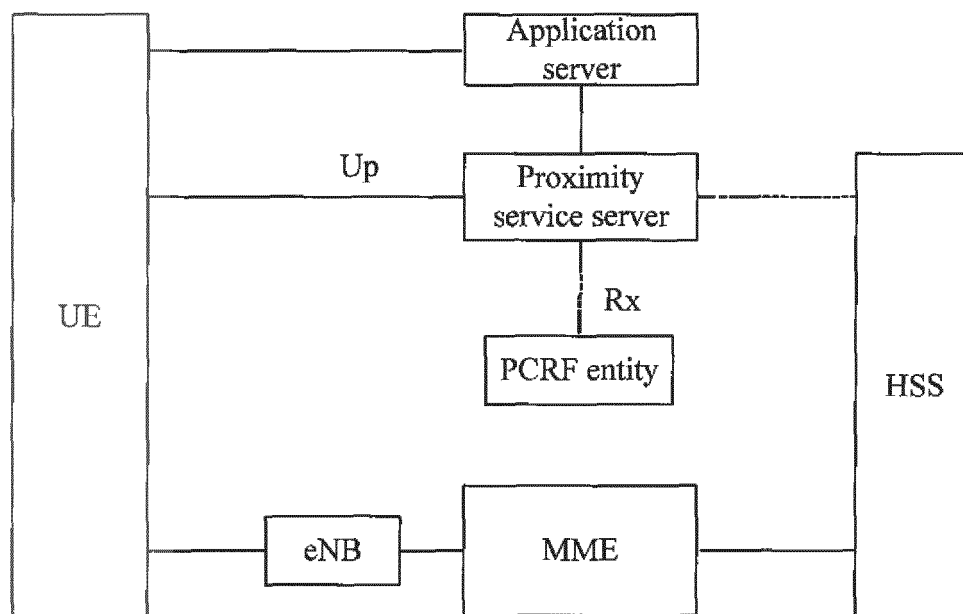 Application
server
Up
Proximity
service server
UE
Rx
PCRF entity
HSS
eNB
MME